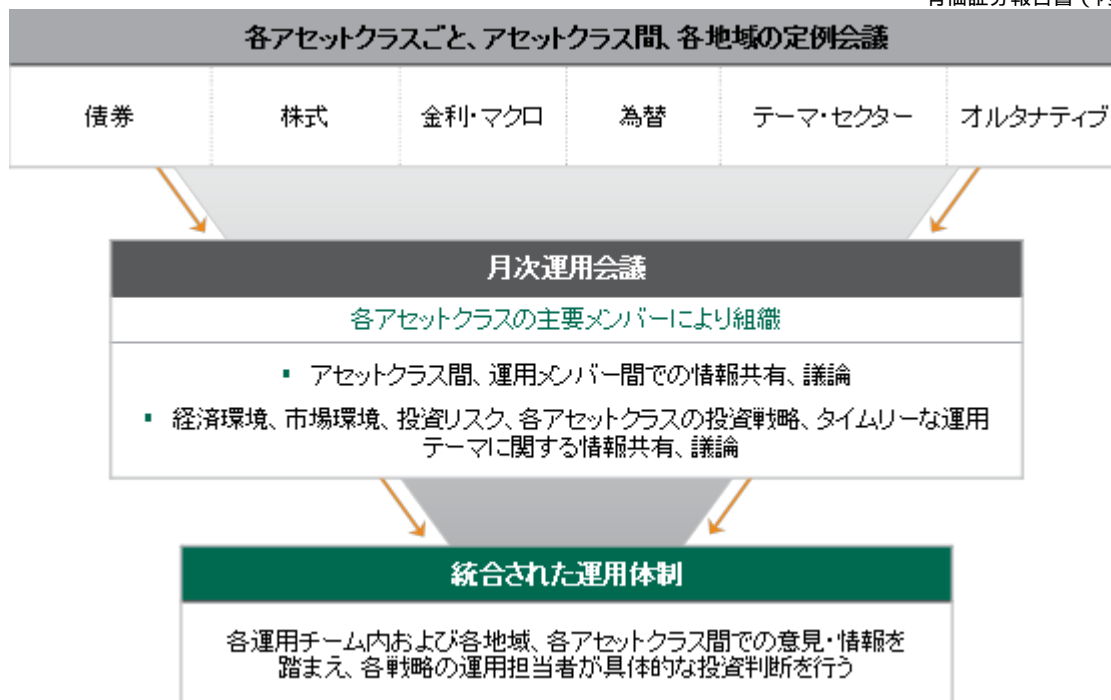 各アセットクラスごと、アセットクラス間、各地域の定例会議
債券 株式 金利・マクロ 為替 テーマ・セクター オルタナティブ
月次運用会議
各アセットクラスの主要メンバーにより組織
▪ アセットクラス間、運用メンバー間での情報共有、議論
▪ 経済環境、市場環境、投資リスク、各アセットクラスの投資戦略、タイムリーな運用
テーマに関する情報共有、議論
統合された運用体制
各運用チーム内および各地域、各アセットクラス間での意見・情報を
踏まえ、各戦略の運用担当者が具体的な投資判断を行う